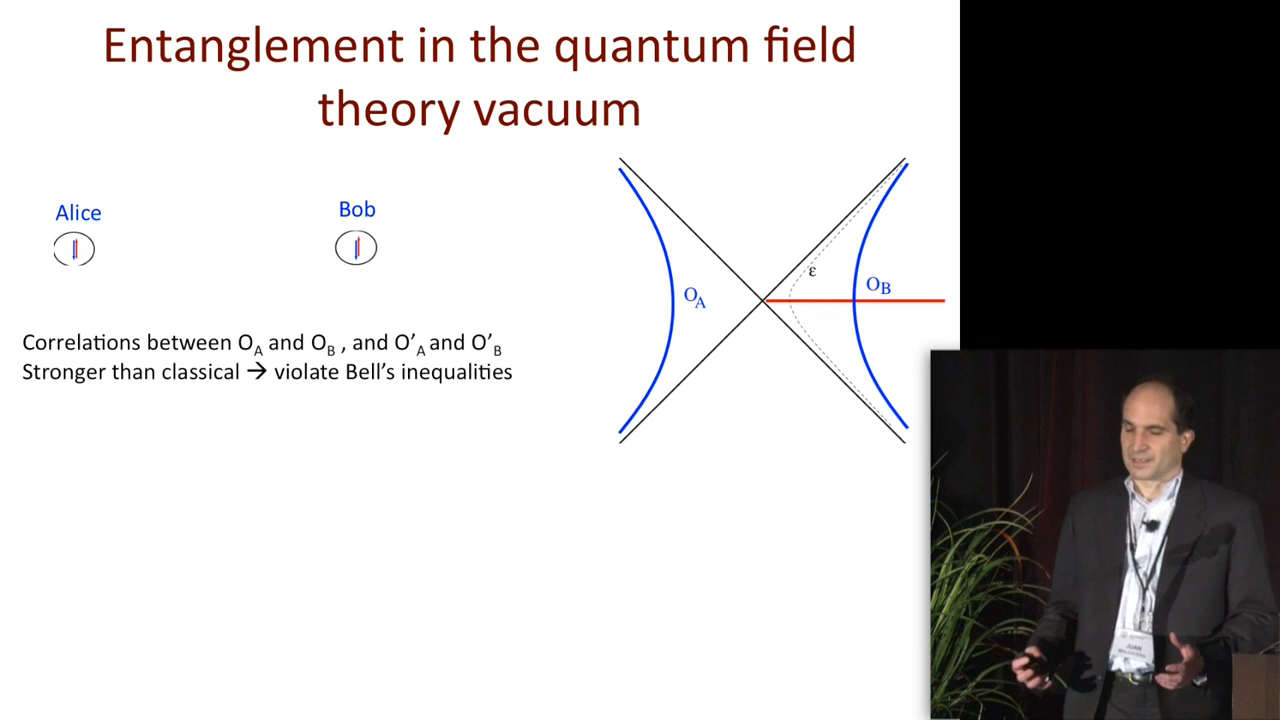 Entanglement in the quantum field
theory vacuum
Alice
Bob
Correlations between O_A and O_B , and O'_A and O'_B
Stronger than classical → violate Bell's inequalities
ε
O_A
O_B
JUAN